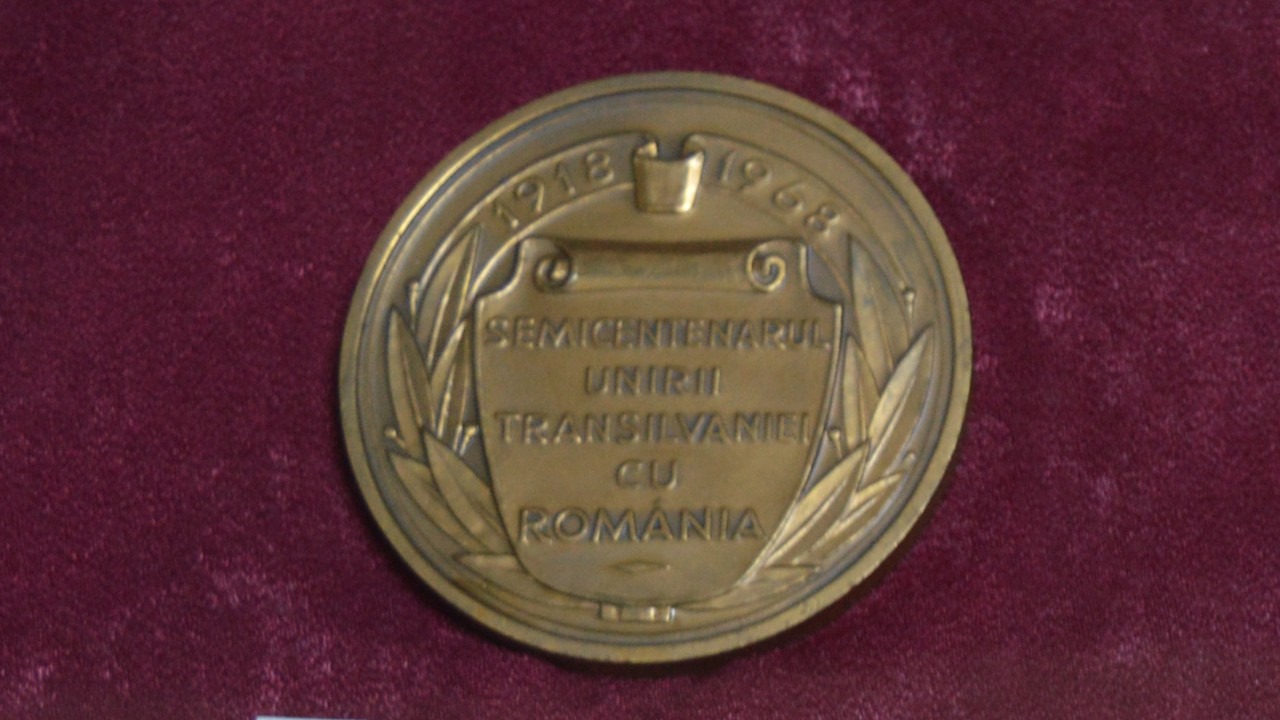 1918 1968
SEMICENTENARUL
UNIRII
TRANSILVANIEI
CU
ROMÂNIA